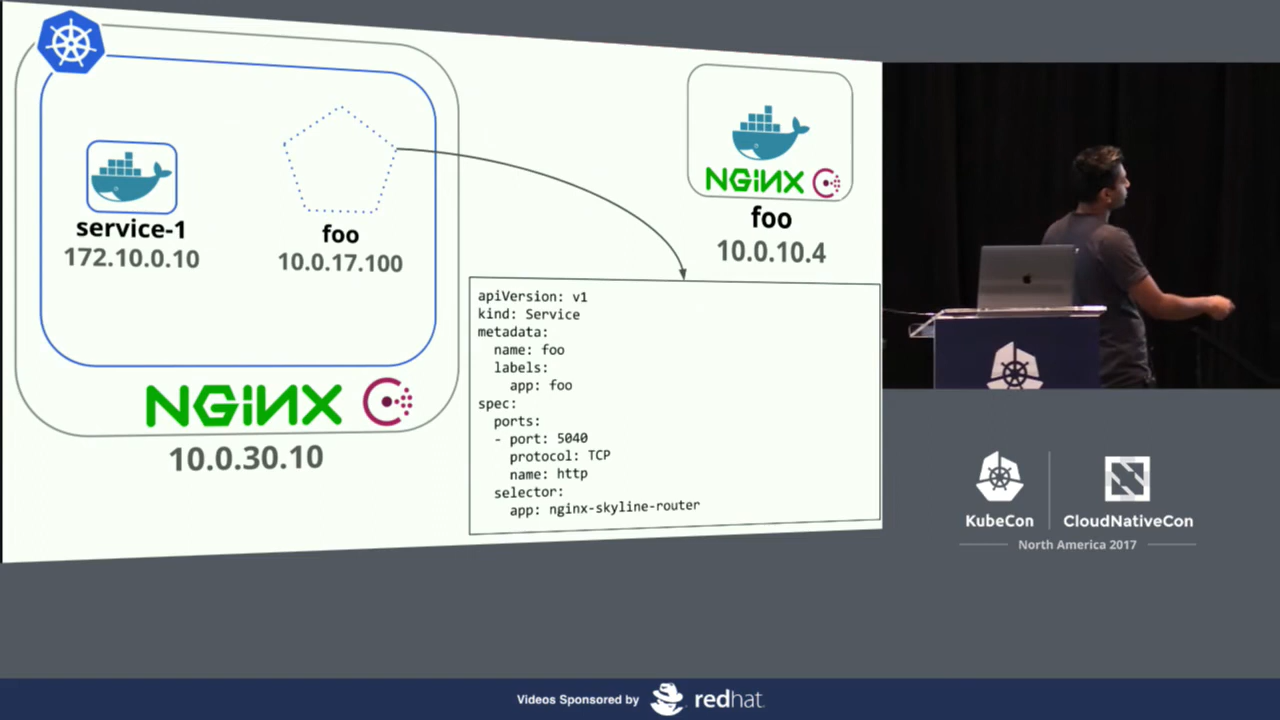 service-1
172.10.0.10
foo
10.0.17.100
NGiNX
10.0.30.10
NGiNX
foo
10.0.10.4
apiVersion: v1
kind: Service
metadata:
  name: foo
  labels:
    app: foo
spec:
  ports:
  - port: 5040
    protocol: TCP
    name: http
  selector:
    app: nginx-skyline-router
KubeCon
CloudNativeCon
North America 2017
Videos Sponsored by redhat.